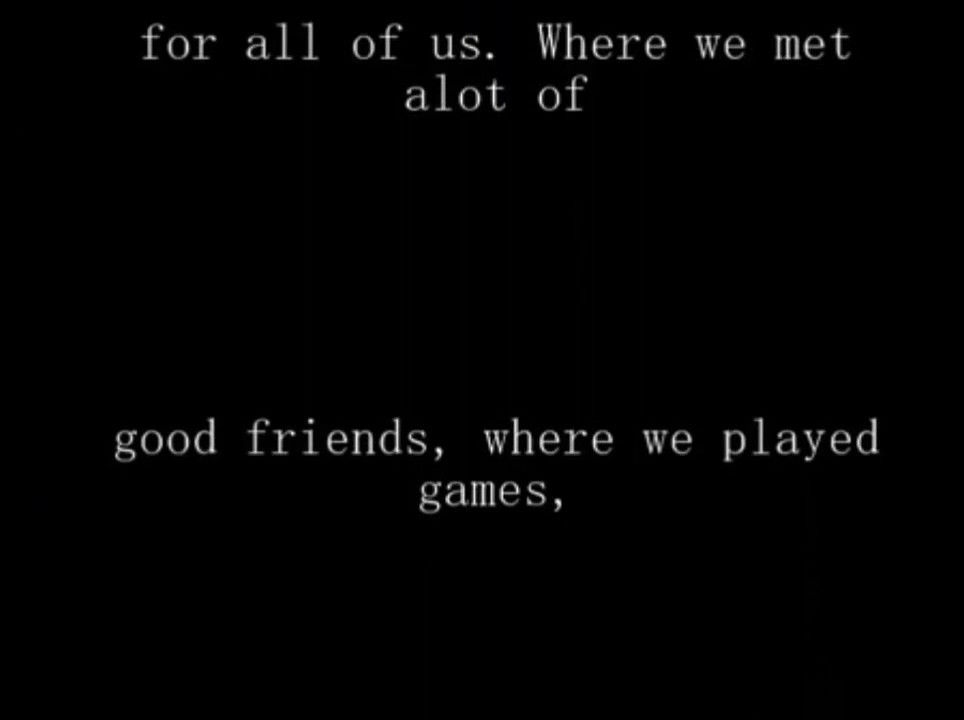 for all of us. Where we met
alot of
good friends, where we played
games,